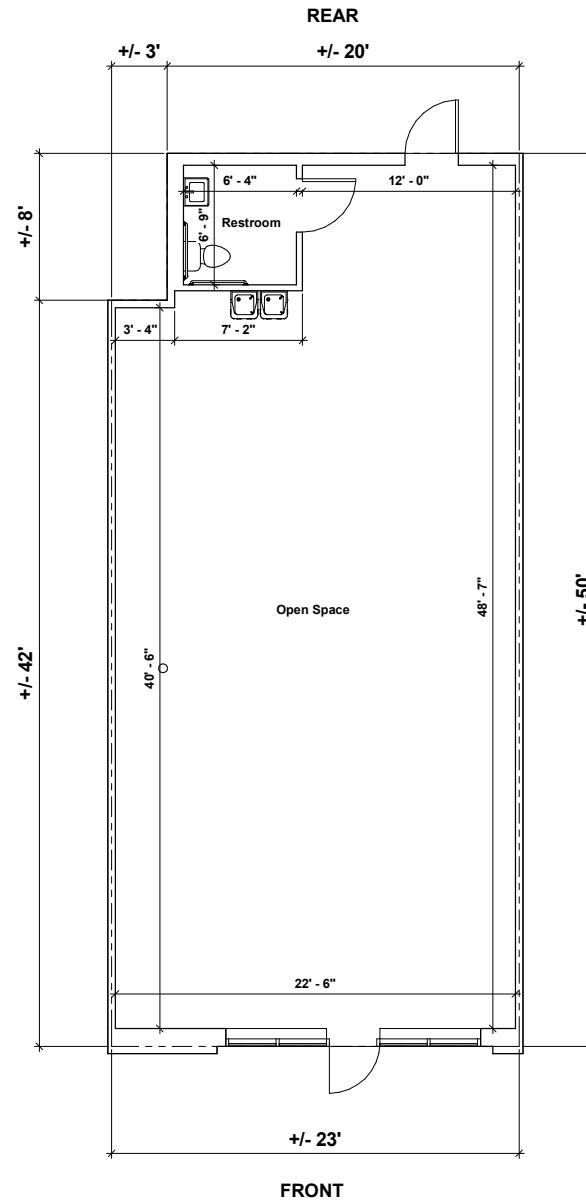 REAR
+/- 3'
+/- 20'
6' - 4"
12' - 0"
+/- 8'
6' - 9"
Restroom
3' - 4"
7' - 2"
Open Space
48' - 7"
+/- 50'
40' - 6"
+/- 42'
22' - 6"
+/- 23'
FRONT